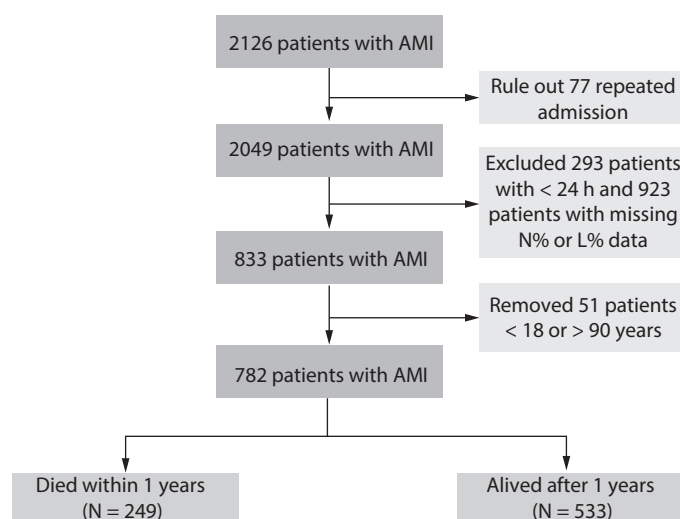 2126 patients with AMI
Rule out 77 repeated
admission
2049 patients with AMI
Excluded 293 patients
with < 24 h and 923
patients with missing
N% or L% data
833 patients with AMI
Removed 51 patients
< 18 or > 90 years
782 patients with AMI
Died within 1 years
(N = 249)
Alived after 1 years
(N = 533)